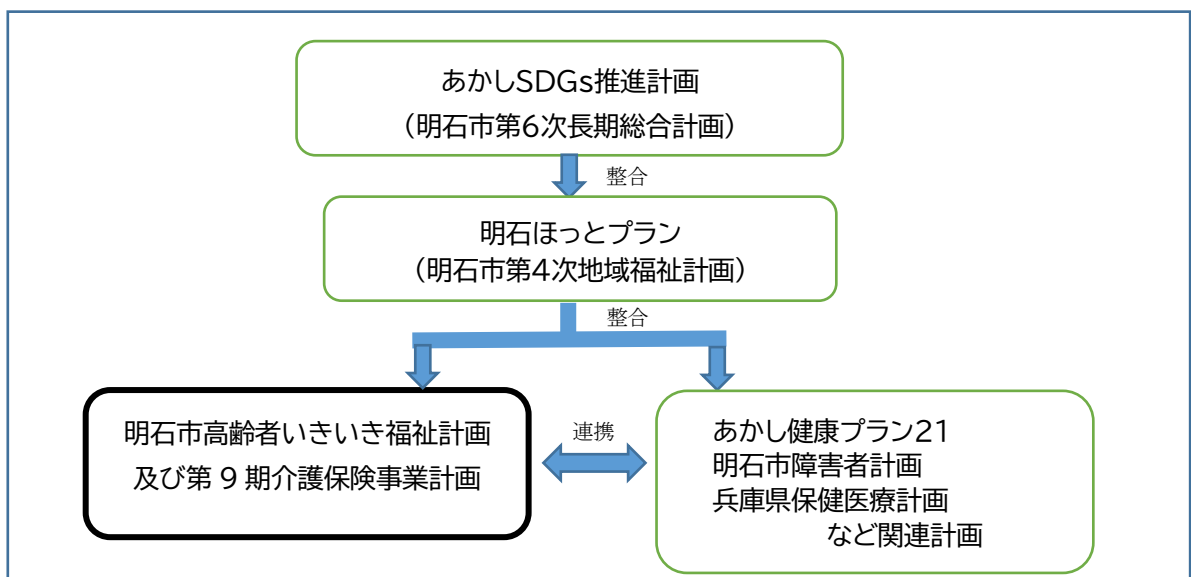 あかしSDGs推進計画
（明石市第6次長期総合計画）
整合
明石ほっとプラン
（明石市第4次地域福祉計画）
整合
明石市高齢者いきいき福祉計画
及び第 9 期介護保険事業計画
連携
あかし健康プラン21
明石市障害者計画
兵庫県保健医療計画
など関連計画